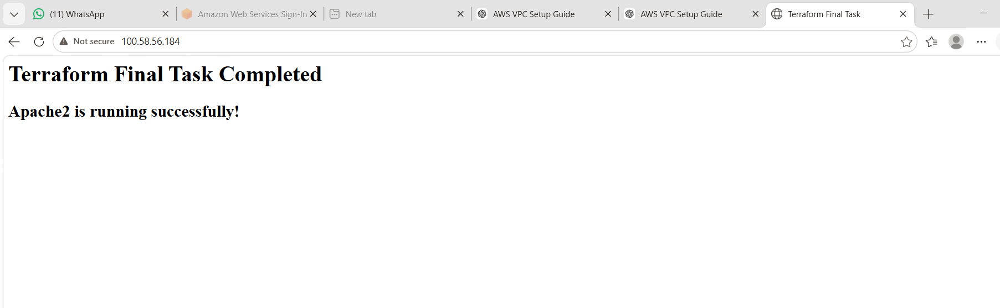 (11) WhatsApp
Amazon Web Services Sign-In
New tab
AWS VPC Setup Guide
AWS VPC Setup Guide
Terraform Final Task
Not secure 100.58.56.184
Terraform Final Task Completed
Apache2 is running successfully!